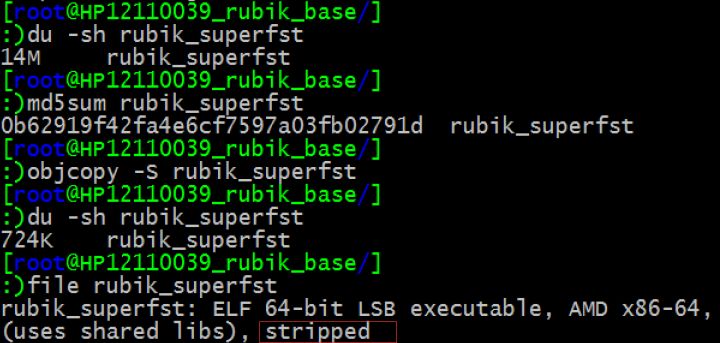 [root@HP12110039_rubik_base/]
:)du -sh rubik_superfst
14M     rubik_superfst
[root@HP12110039_rubik_base/]
:)md5sum rubik_superfst
0b62919f42fa4e6cf7597a03fb02791d  rubik_superfst
[root@HP12110039_rubik_base/]
:)objcopy -S rubik_superfst
[root@HP12110039_rubik_base/]
:)du -sh rubik_superfst
724K    rubik_superfst
[root@HP12110039_rubik_base/]
:)file rubik_superfst
rubik_superfst: ELF 64-bit LSB executable, AMD x86-64,
(uses shared libs), stripped